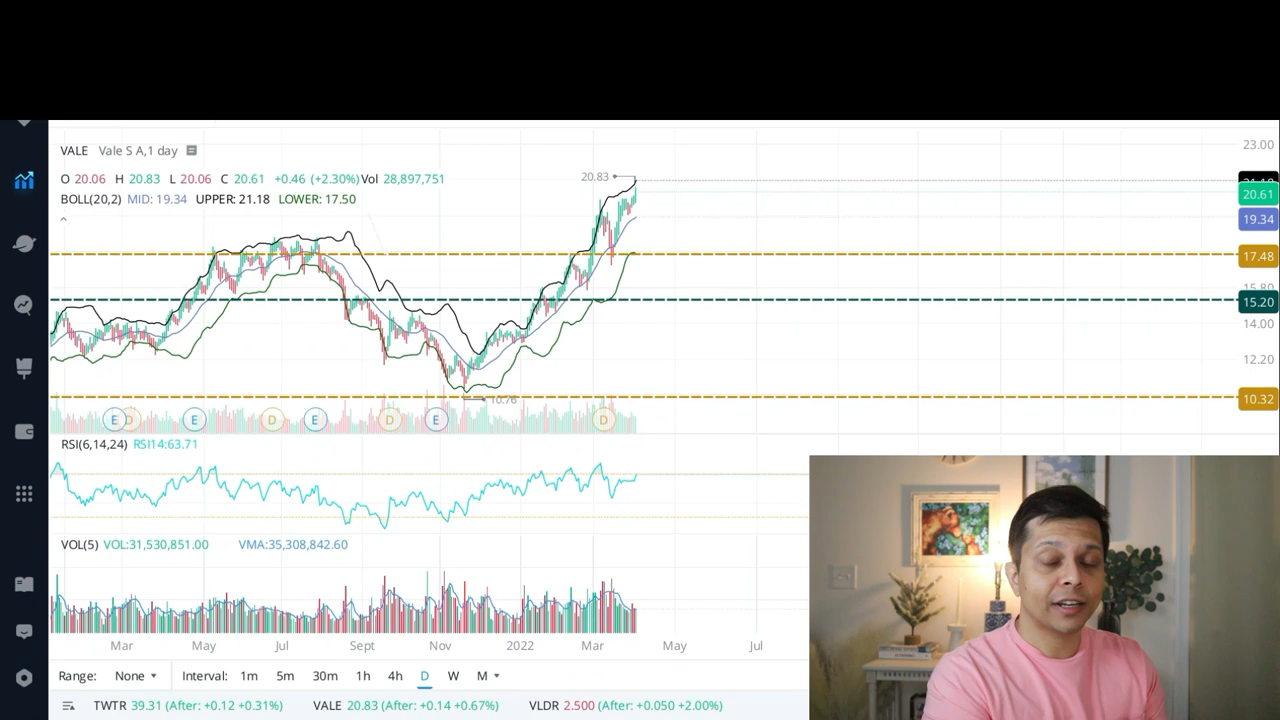 23.00
VALE Vale S A,1 day
O 20.06 H 20.83 L 20.06 C 20.61 +0.46 (+2.30%) Vol 28,897,751
20.83
20.61
BOLL(20,2) MID: 19.34 UPPER: 21.18 LOWER: 17.50
19.34
17.48
15.20
14.00
12.20
10.76
10.32
E D E D E D E D
RSI(6,14,24) RSI14:63.71
VOL(5) VOL:31,530,851.00 VMA:35,308,842.60
Mar May Jul Sept Nov 2022 Mar May Jul
Range: None Interval: 1m 5m 30m 1h 4h D W M
TWTR 39.31 (After: +0.12 +0.31%) VALE 20.83 (After: +0.14 +0.67%) VLDR 2.500 (After: +0.050 +2.00%)